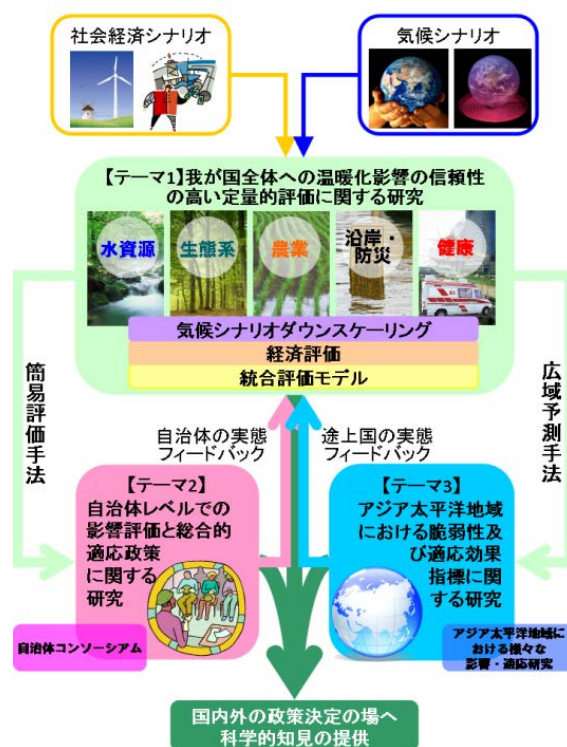 社会経済シナリオ
気候シナリオ
【テーマ1】我が国全体への温暖化影響の信頼性
の高い定量的評価に関する研究
水資源
生態系
農業
沿岸・
防災
健康
気候シナリオダウンスケーリング
経済評価
統合評価モデル
簡易評価手法
広域予測手法
自治体の実態
フィードバック
途上国の実態
フィードバック
【テーマ2】
自治体レベルでの
影響評価と総合的
適応政策
に関する
研究
【テーマ3】
アジア太平洋地域
における脆弱性及
び適応効果
指標に関
する研究
自治体コンソーシアム
アジア太平洋地域に
おける様々な
影響・適応研究
国内外の政策決定の場へ
科学的知見の提供